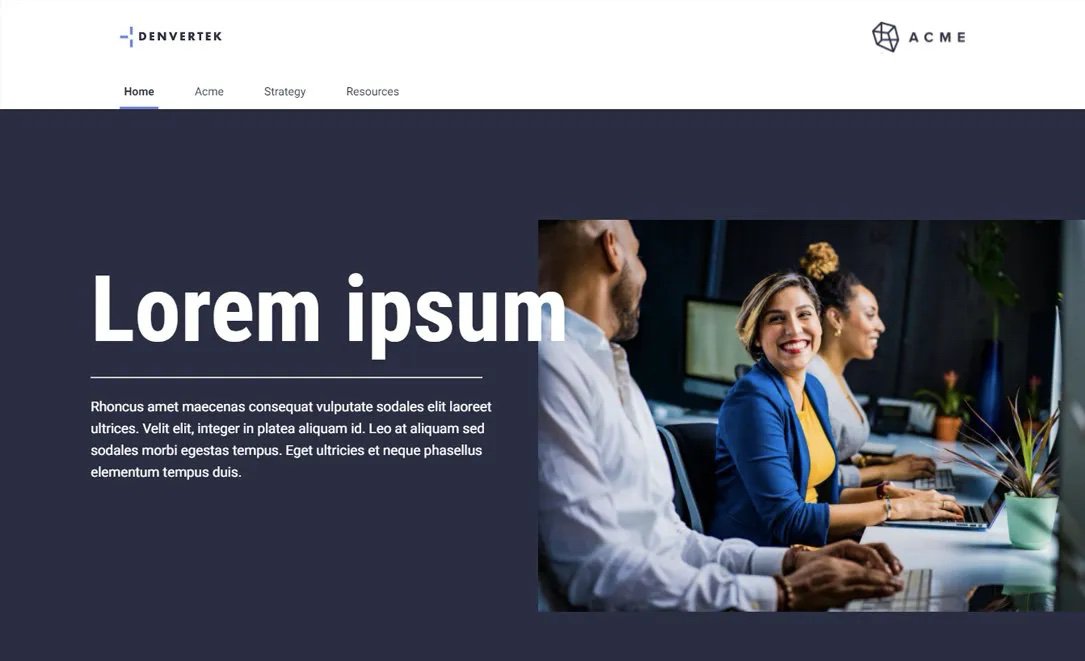 DENVERTEK
ACME
Home
Acme
Strategy
Resources
Lorem ipsum
Rhoncus amet maecenas consequat vulputate sodales elit laoreet
ultrices. Velit elit, integer in platea aliquam id. Leo at aliquam sed
sodales morbi egestas tempus. Eget ultricies et neque phasellus
elementum tempus duis.